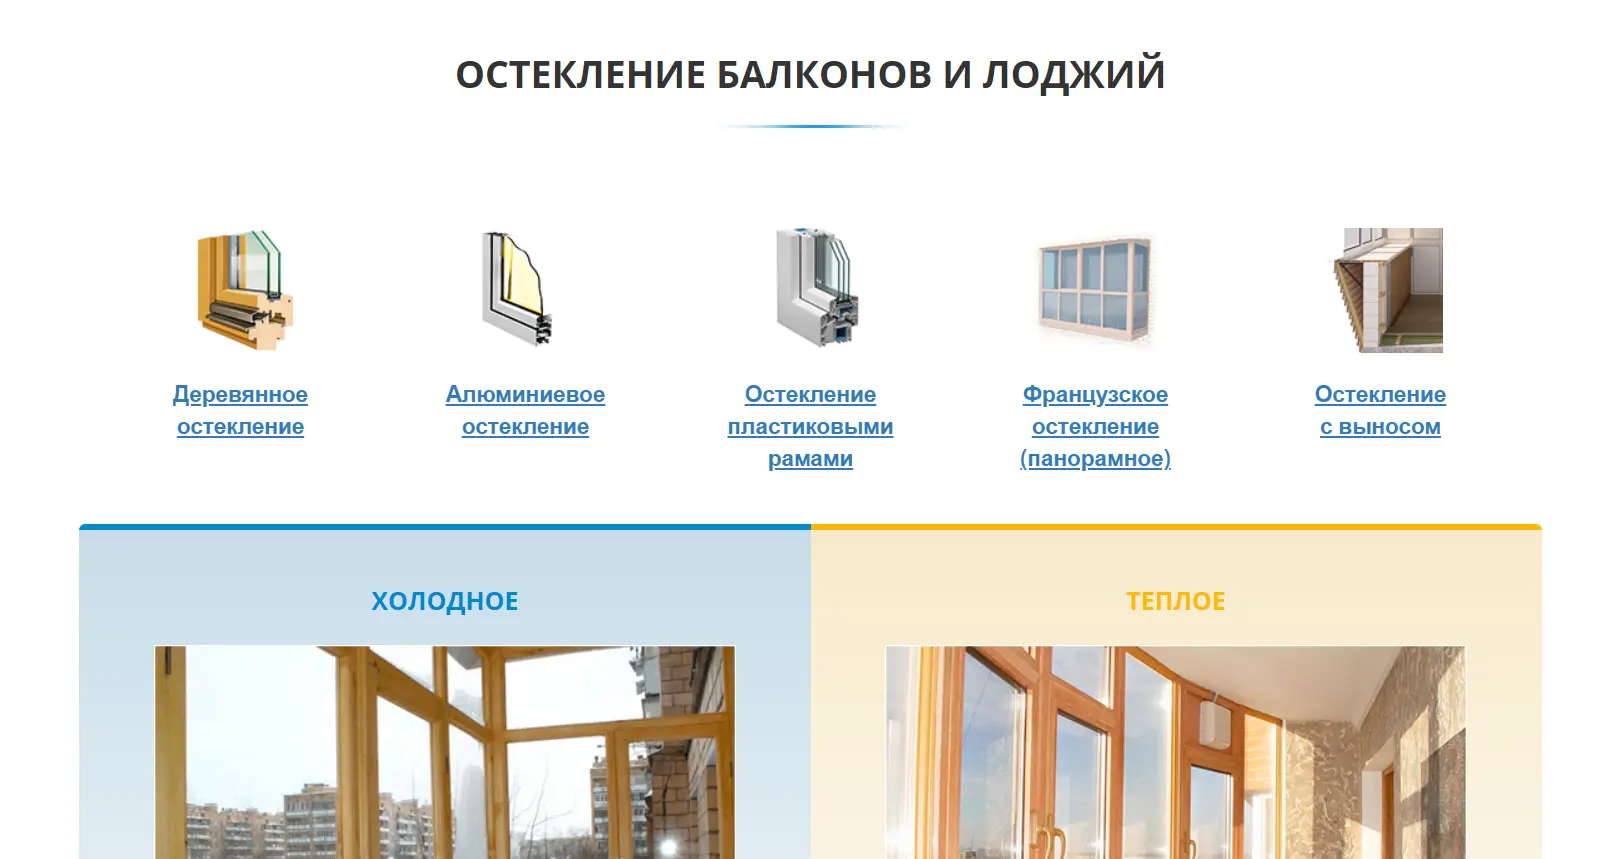 ОСТЕКЛЕНИЕ БАЛКОНОВ И ЛОДЖИЙ
Деревянное
остекление
Алюминиевое
остекление
Остекление
пластиковыми
рамами
Французское
остекление
(панорамное)
Остекление
с выносом
ХОЛОДНОЕ
ТЕПЛОЕ